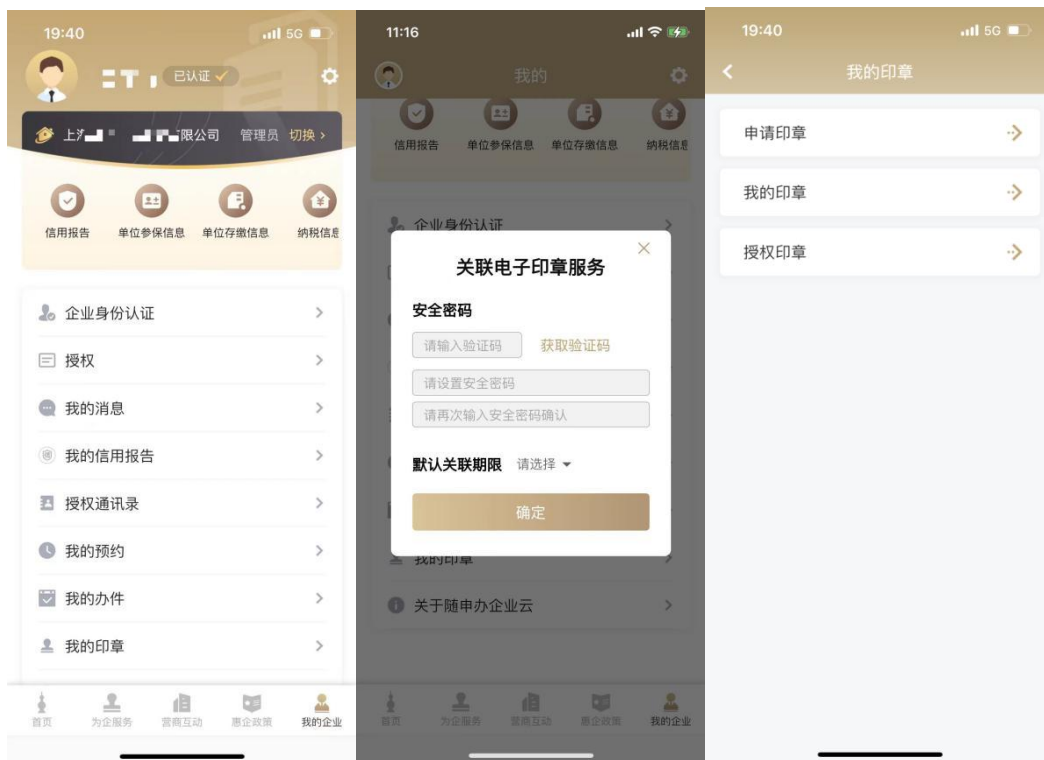 19:40
5G
已认证
上海
限公司
管理员
切换
信用报告
单位参保信息
单位存缴信息
纳税信息
企业身份认证
授权
我的消息
我的信用报告
授权通讯录
我的预约
我的办件
我的印章
首页
为企服务
营商互动
惠企政策
我的企业
11:16
我的
信用报告
单位参保信息
单位存缴信息
纳税信息
企业身份认证
关联电子印章服务
安全密码
请输入验证码
获取验证码
请设置安全密码
请再次输入安全密码确认
默认关联期限 请选择
确定
我的印章
关于随申办企业云
首页
为企服务
营商互动
惠企政策
我的企业
19:40
5G
我的印章
申请印章
我的印章
授权印章